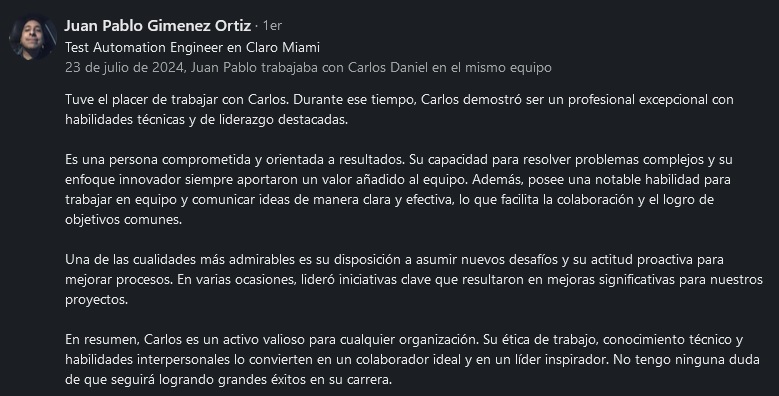 Juan Pablo Gimenez Ortiz · 1er
Test Automation Engineer en Claro Miami
23 de julio de 2024, Juan Pablo trabajaba con Carlos Daniel en el mismo equipo
Tuve el placer de trabajar con Carlos. Durante ese tiempo, Carlos demostró ser un profesional excepcional con
habilidades técnicas y de liderazgo destacadas.
Es una persona comprometida y orientada a resultados. Su capacidad para resolver problemas complejos y su
enfoque innovador siempre aportaron un valor añadido al equipo. Además, posee una notable habilidad para
trabajar en equipo y comunicar ideas de manera clara y efectiva, lo que facilita la colaboración y el logro de
objetivos comunes.
Una de las cualidades más admirables es su disposición a asumir nuevos desafíos y su actitud proactiva para
mejorar procesos. En varias ocasiones, lideró iniciativas clave que resultaron en mejoras significativas para nuestros
proyectos.
En resumen, Carlos es un activo valioso para cualquier organización. Su ética de trabajo, conocimiento técnico y
habilidades interpersonales lo convierten en un colaborador ideal y en un líder inspirador. No tengo ninguna duda
de que seguirá logrando grandes éxitos en su carrera.